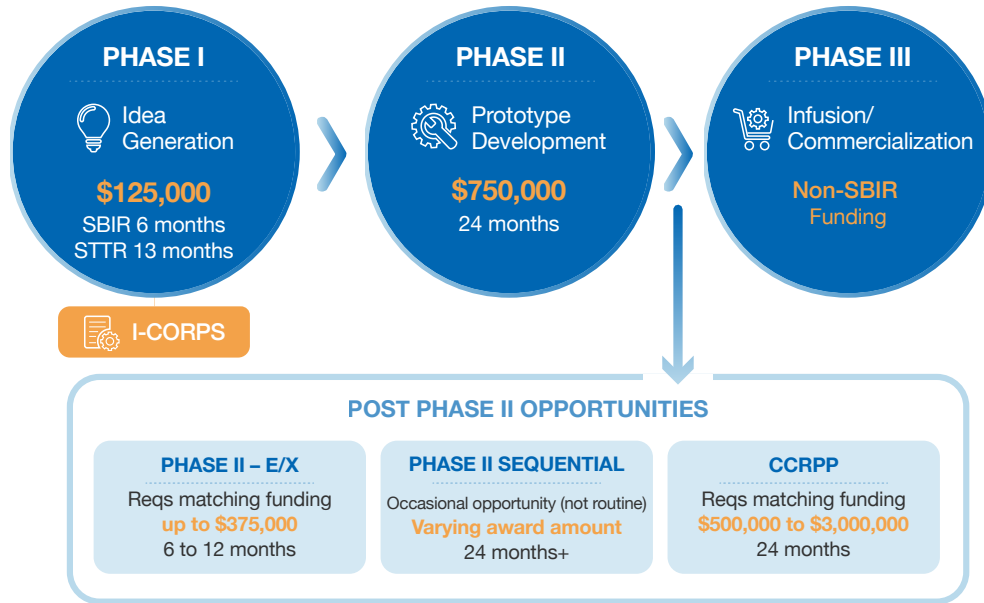 PHASE I
Idea
Generation
$125,000
SBIR 6 months
STTR 13 months
I-CORPS
PHASE II
Prototype
Development
$750,000
24 months
PHASE III
Infusion/
Commercialization
Non-SBIR
Funding
POST PHASE II OPPORTUNITIES
PHASE II – E/X
Reqs matching funding
up to $375,000
6 to 12 months
PHASE II SEQUENTIAL
Occasional opportunity (not routine)
Varying award amount
24 months+
CCRPP
Reqs matching funding
$500,000 to $3,000,000
24 months